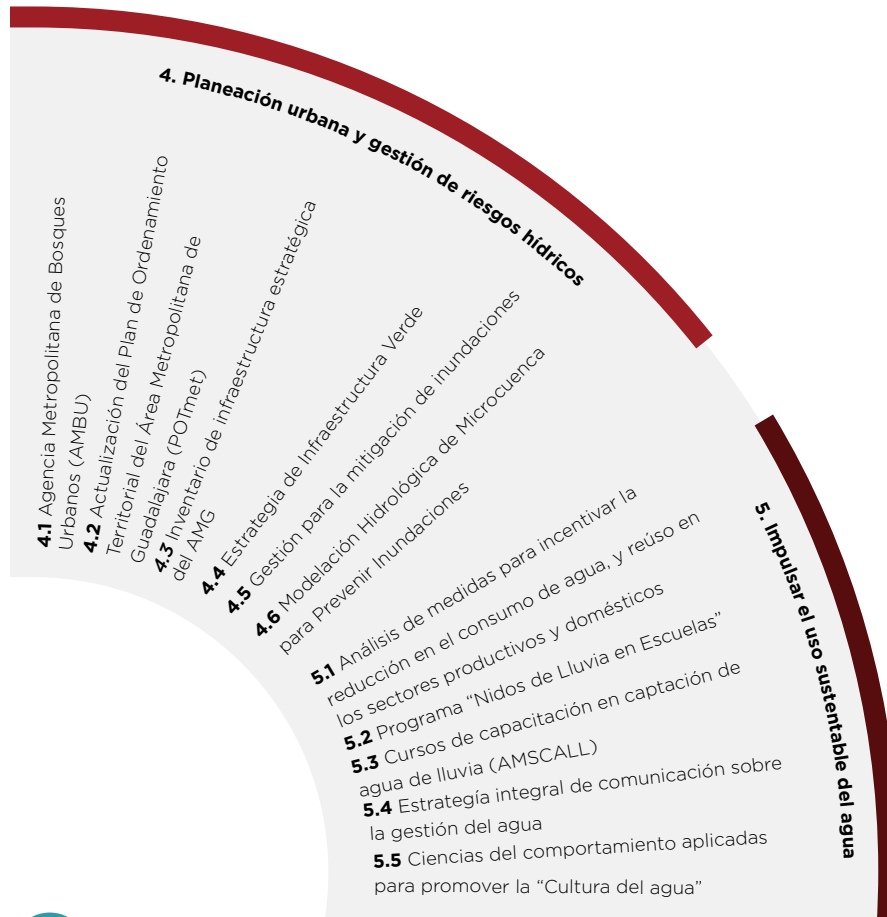 4. Planeación urbana y gestión de riesgos hídricos
4.1 Agencia Metropolitana de Bosques
Urbanos (AMBU)
4.2 Actualización del Plan de Ordenamiento
Territorial del Área Metropolitana de
Guadalajara (POTmet)
4.3 Inventario de infraestructura estratégica
del AMG
4.4 Estrategia de Infraestructura Verde
4.5 Gestión para la mitigación de inundaciones
4.6 Modelación Hidrológica de Microcuenca
para Prevenir Inundaciones
5. Impulsar el uso sustentable del agua
5.1 Análisis de medidas para incentivar la
reducción en el consumo de agua, y reúso en
los sectores productivos y domésticos
5.2 Programa “Nidos de Lluvia en Escuelas”
5.3 Cursos de capacitación en captación de
agua de lluvia (AMSCALL)
5.4 Estrategía integral de comunicación sobre
la gestión del agua
5.5 Ciencias del comportamiento aplicadas
para promover la “Cultura del agua”